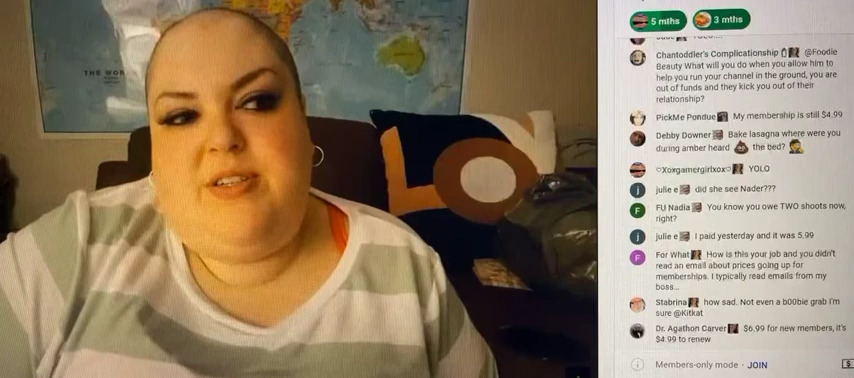 THE WOR
5 mths
3 mths
Chantoddler's Complicationship @Foodie
Beauty What will you do when you allow him to
help you run your channel in the ground, you are
out of funds and they kick you out of their
relationship?
PickMe Pondue My membership is still $4.99
Debby Downer Bake lasagna where were you
during amber heard 💩 the bed?
♡Xoxgamergirlxox♡ YOLO
julie e did she see Nader???
FU Nadia You know you owe TWO shoots now,
right?
julie e I paid yesterday and it was 5.99
For What How is this your job and you didn't
read an email about prices going up for
memberships. I typically read emails from my
boss...
Stabrina how sad. Not even a b00bie grab I'm
sure @Kitkat
Dr. Agathon Carver $6.99 for new members, it's
$4.99 to renew
Members-only mode · JOIN